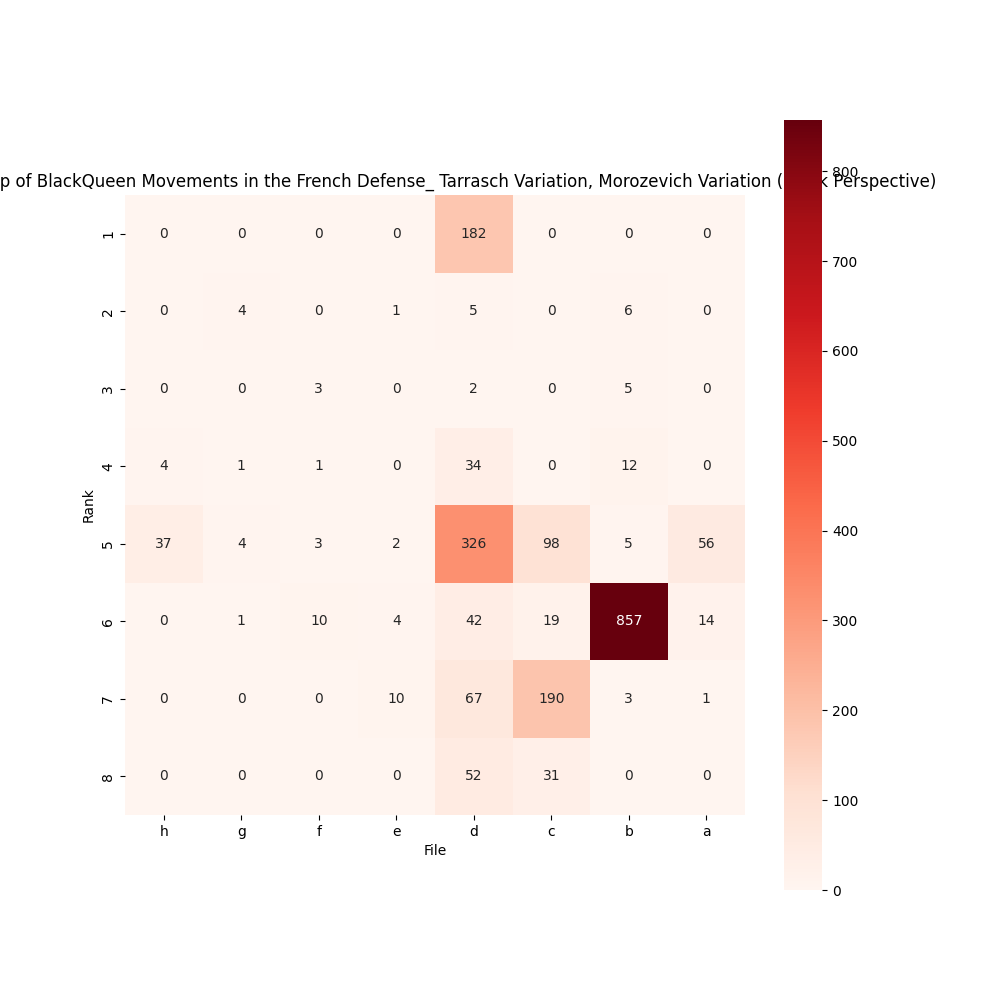 p of BlackQueen Movements in the French Defense_ Tarrasch Variation, Morozevich Variation ( k Perspective)
800
1 0 0 0 0 182 0 0 0
700
2 0 4 0 1 5 0 6 0
600
3 0 0 3 0 2 0 5 0
500
4 4 1 1 0 34 0 12 0
Rank
400
5 37 4 3 2 326 98 5 56
300
6 0 1 10 4 42 19 857 14
200
7 0 0 0 10 67 190 3 1
100
8 0 0 0 0 52 31 0 0
h g f e d c b a
File
0